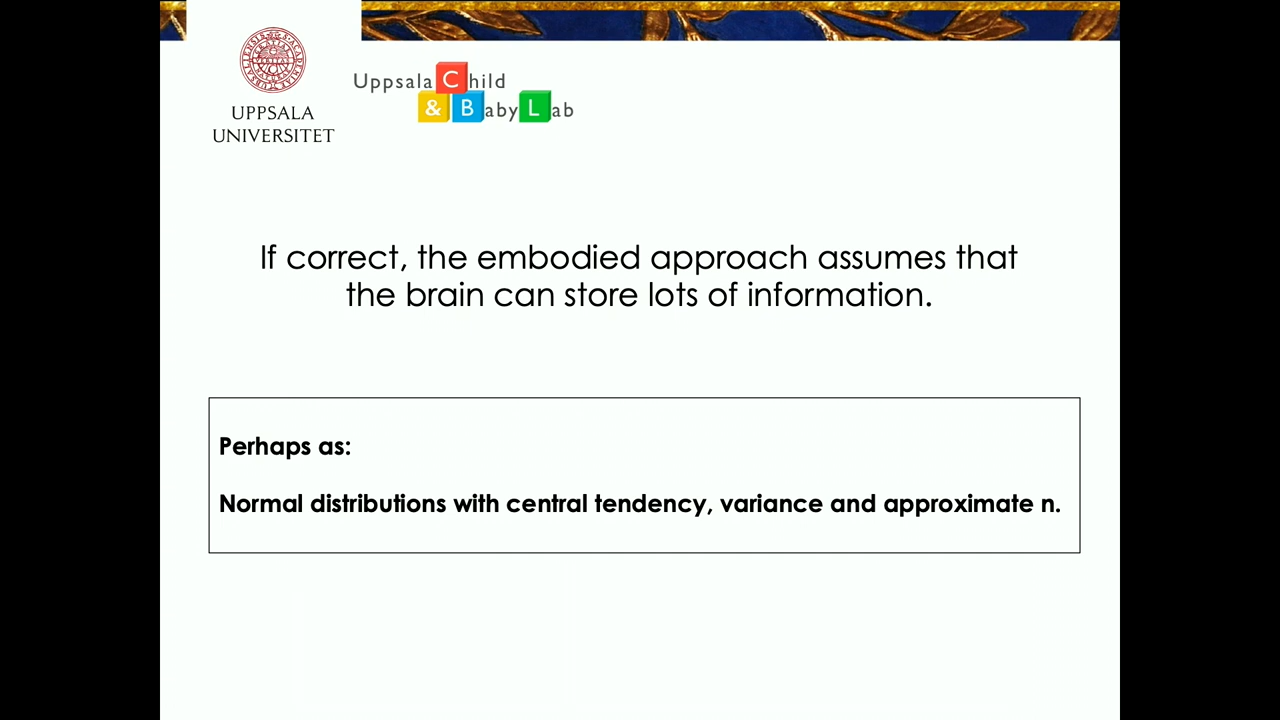 UPPSALA
UNIVERSITET
Uppsala Child
& Baby Lab
If correct, the embodied approach assumes that
the brain can store lots of information.
Perhaps as:
Normal distributions with central tendency, variance and approximate n.